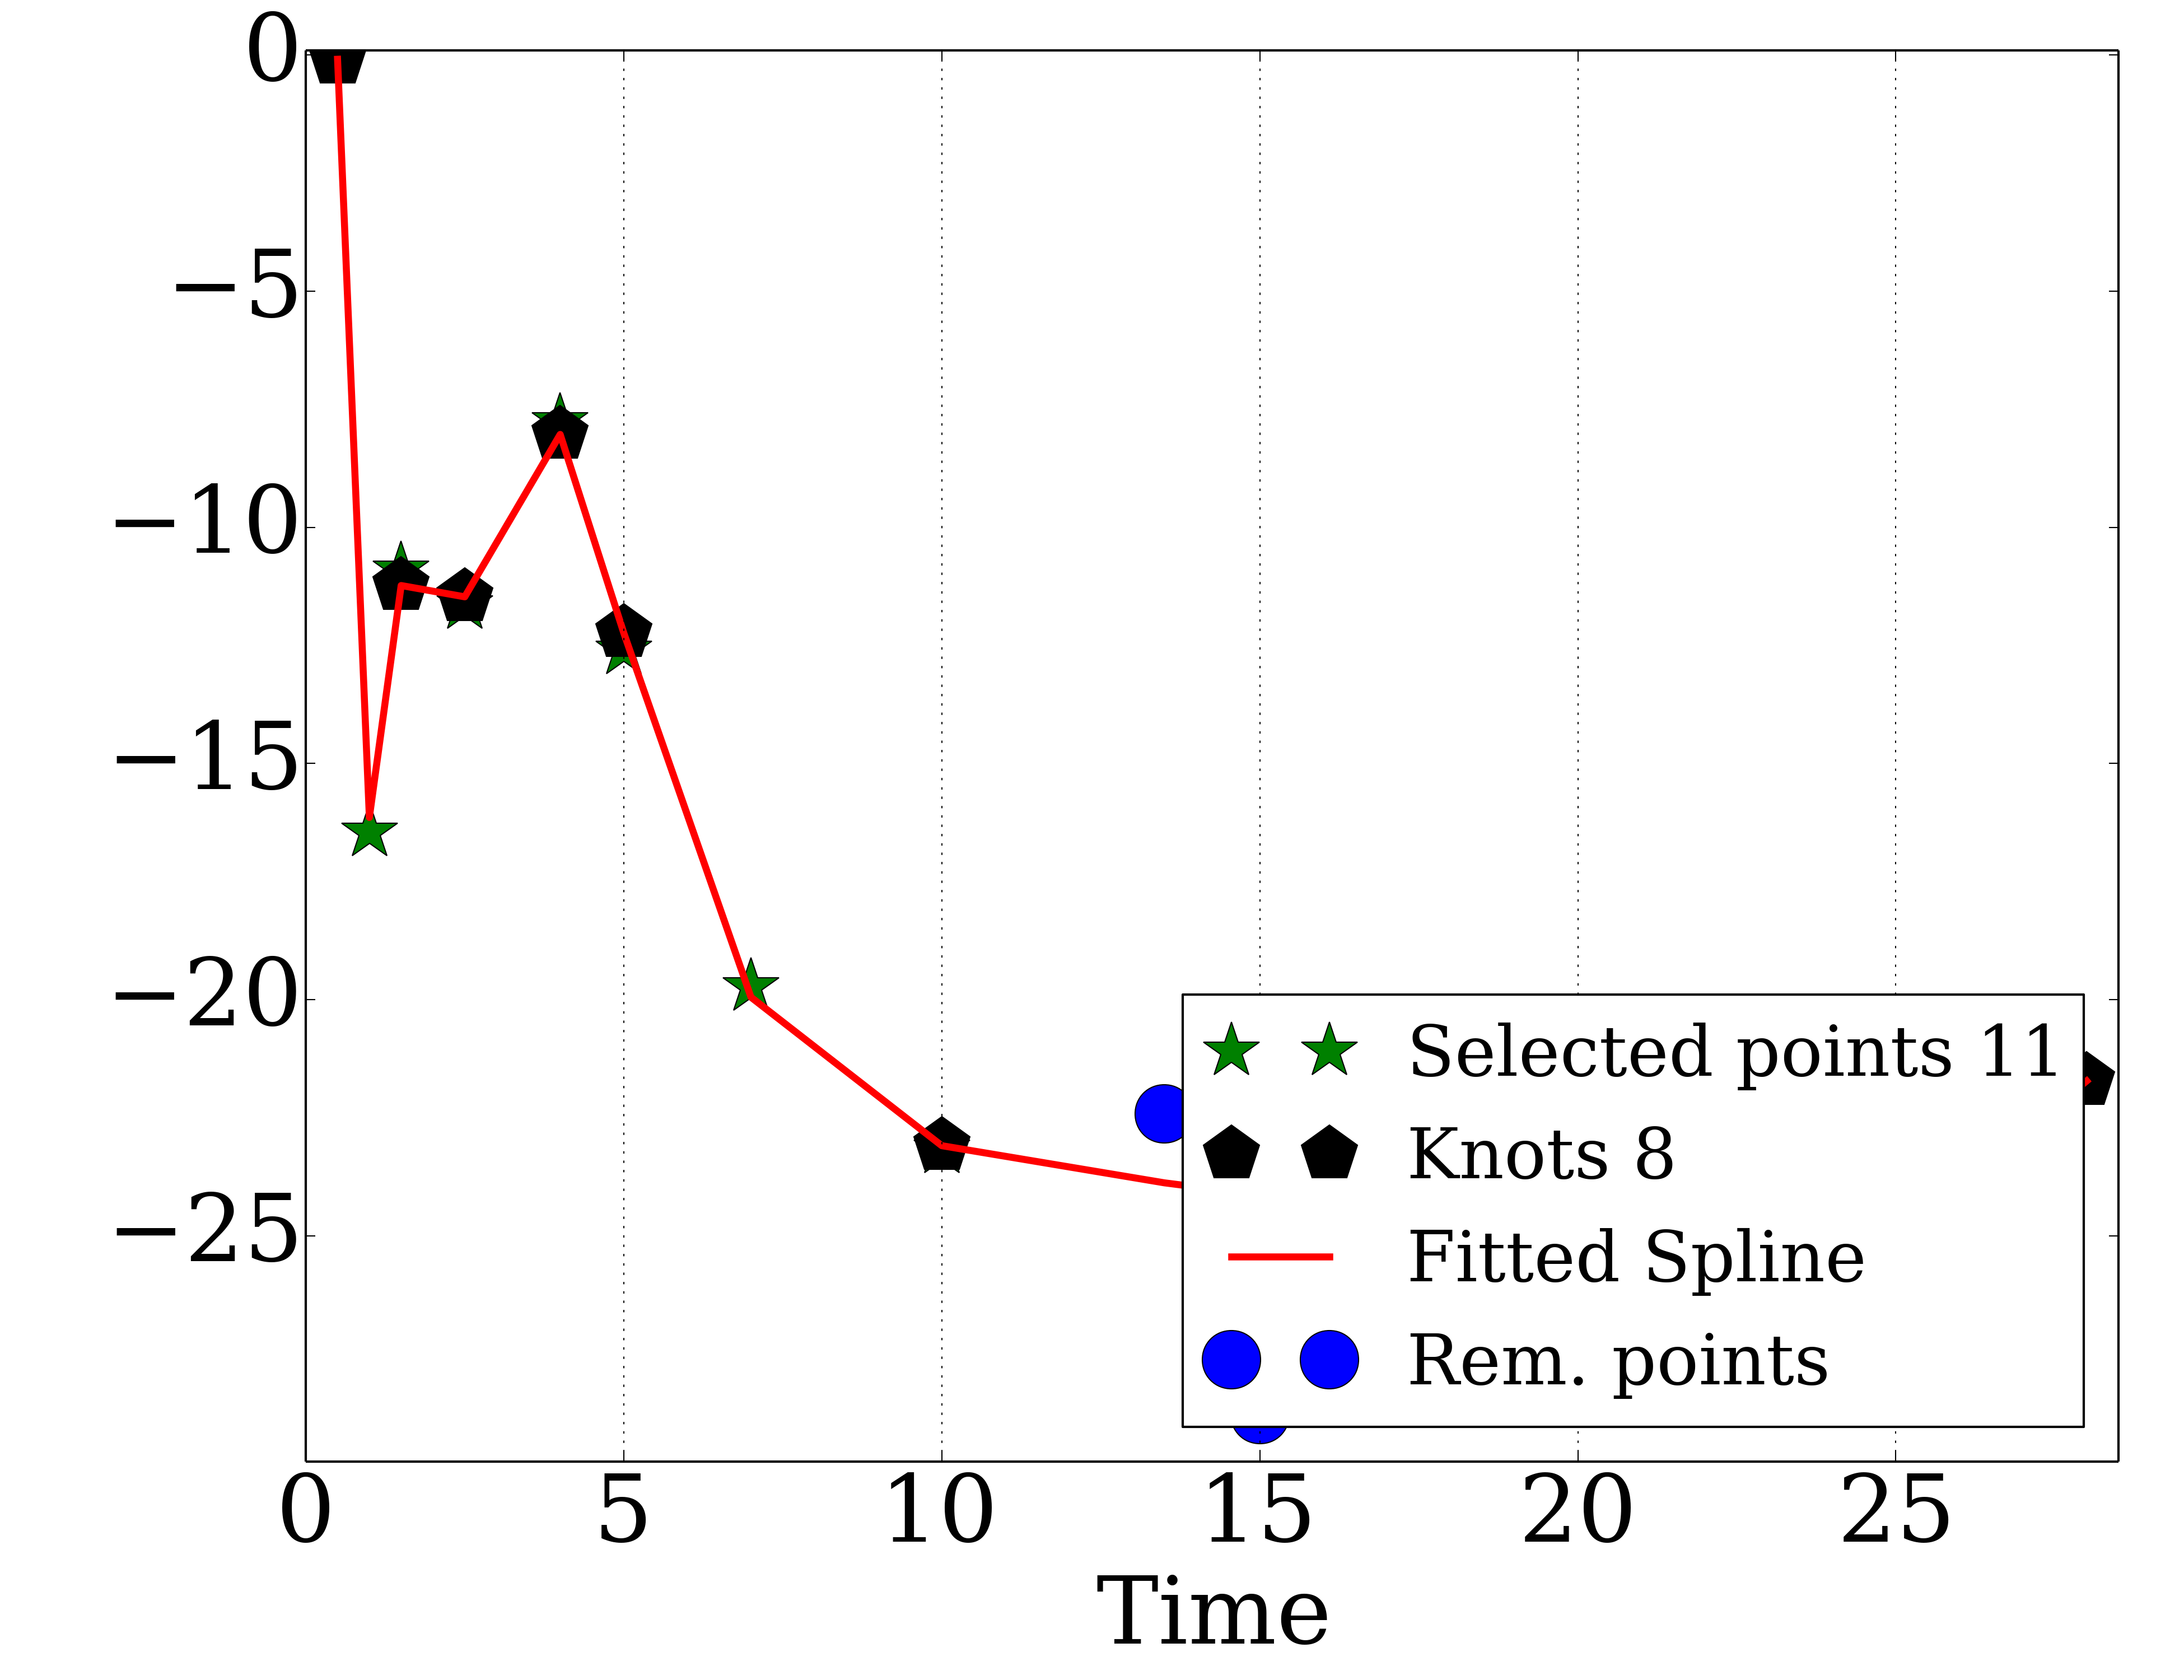 0
−5
−10
−15
−20
−25
Selected points 11
Knots 8
Fitted Spline
Rem. points
0 5 10 15 20 25
Time